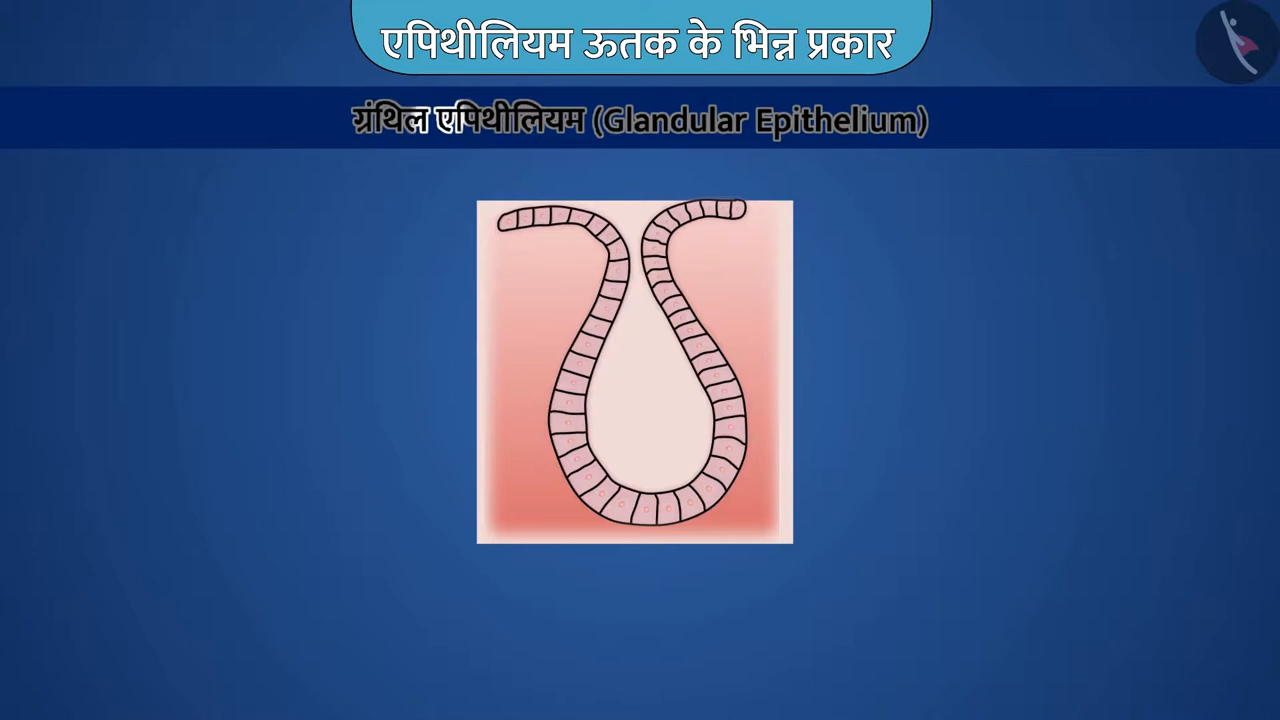 एपिथीलियम ऊतक के भिन्न प्रकार
ग्रंथिल एपिथीलियम (Glandular Epithelium)